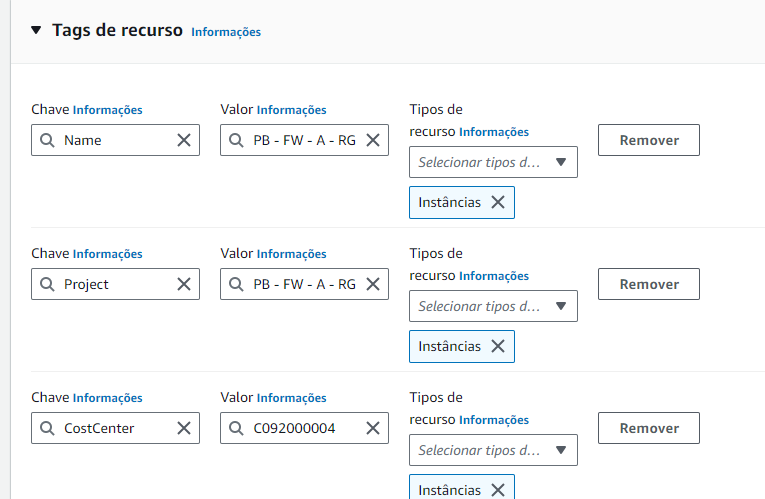 Tags de recurso Informações
Chave Informações Valor Informações Tipos de
recurso Informações
Name PB - FW - A - RG Remover
Selecionar tipos d...
Instâncias
Chave Informações Valor Informações Tipos de
recurso Informações
Project PB - FW - A - RG Remover
Selecionar tipos d...
Instâncias
Chave Informações Valor Informações Tipos de
recurso Informações
CostCenter C092000004 Remover
Selecionar tipos d...
Instâncias